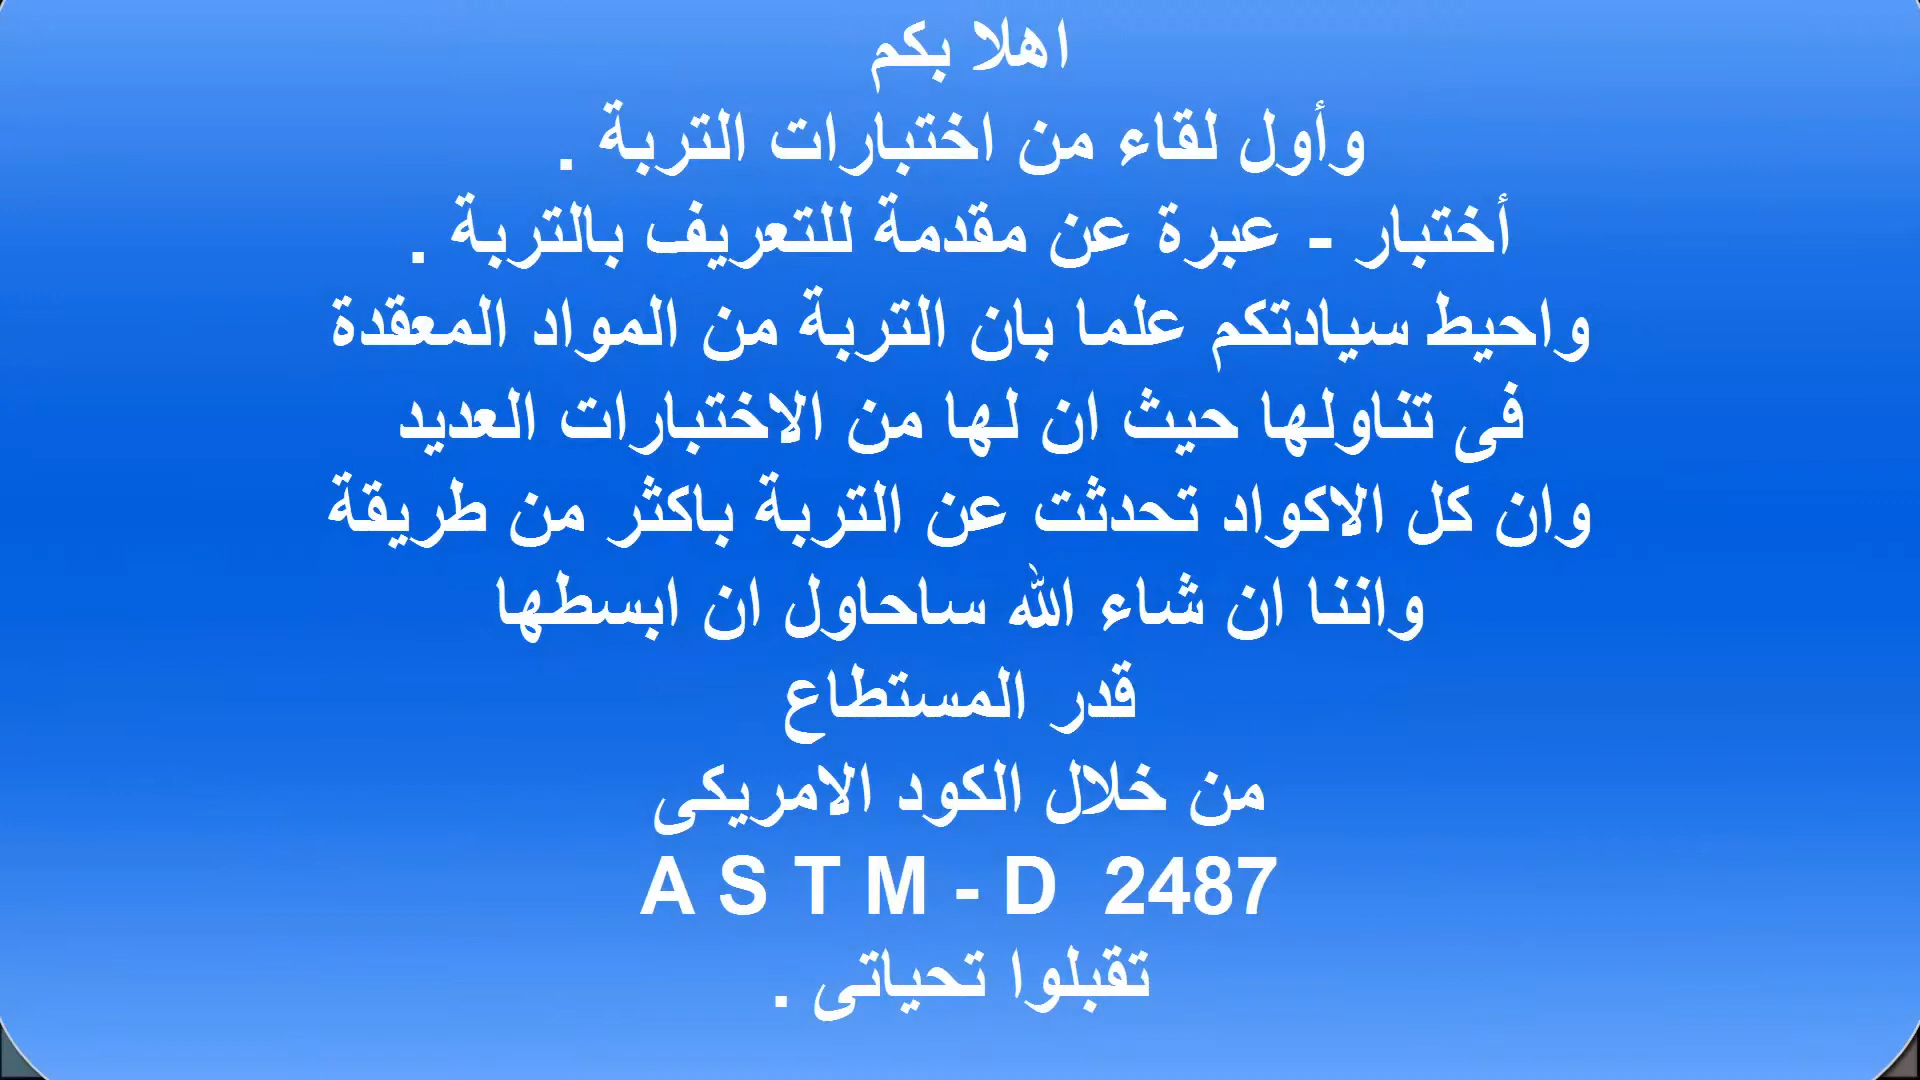 اهلا بكم
وأول لقاء من اختبارات التربة .
أختبار - عبرة عن مقدمة للتعريف بالتربة .
واحيط سيادتكم علما بان التربة من المواد المعقدة
فى تناولها حيث ان لها من الاختبارات العديد
وان كل الاكواد تحدثت عن التربة باكثر من طريقة
واننا ان شاء الله ساحاول ان ابسطها
قدر المستطاع
من خلال الكود الامريكى
A S T M - D 2487
تقبلوا تحياتى .